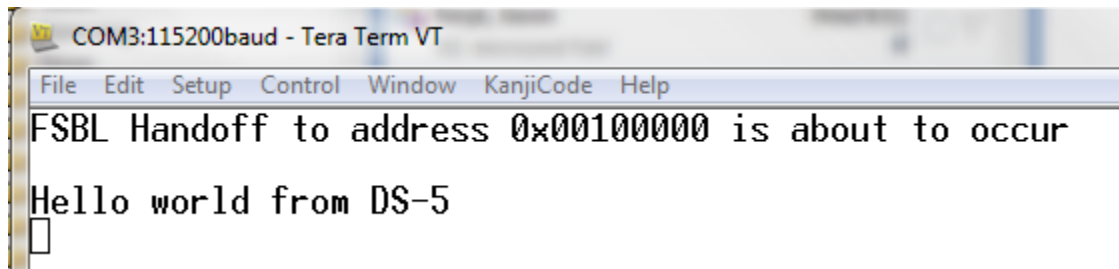 COM3:115200baud - Tera Term VT
File Edit Setup Control Window KanjiCode Help
FSBL Handoff to address 0x00100000 is about to occur
Hello world from DS-5